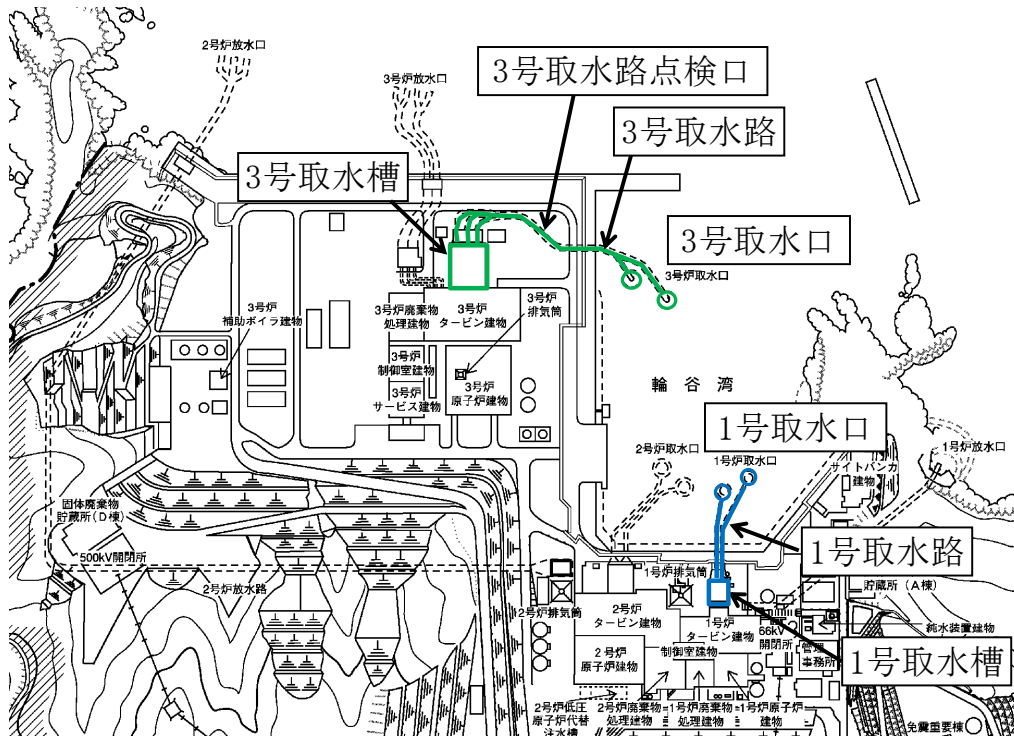 2号炉放水口
3号炉放水口
3号取水路点検口
3号取水路
3号取水槽
3号取水口
3号炉取水口
3号炉
補助ボイラ建物
3号炉廃棄物
処理建物
3号炉
タービン建物
3号炉
排気筒
3号炉
制御室建物
3号炉
サービス建物
3号炉
原子炉建物
輪谷湾
1号取水口
2号炉取水口
1号炉取水口
1号炉放水口
サイトバンカ
建物
固体廃棄物
貯蔵所(D棟)
500kV開閉所
2号炉放水路
1号取水路
1号炉排気筒
2号炉排気筒
貯蔵所(A棟)
2号炉
タービン建物
1号炉
タービン建物
66kV
開閉所
純水装置建物
管理
事務所
2号炉
原子炉建物
制御室建物
1号取水槽
2号炉低圧
原子炉代替
注水槽
2号炉廃棄物
処理建物
1号炉廃棄物
処理建物
1号炉原子炉
建物
免震重要棟